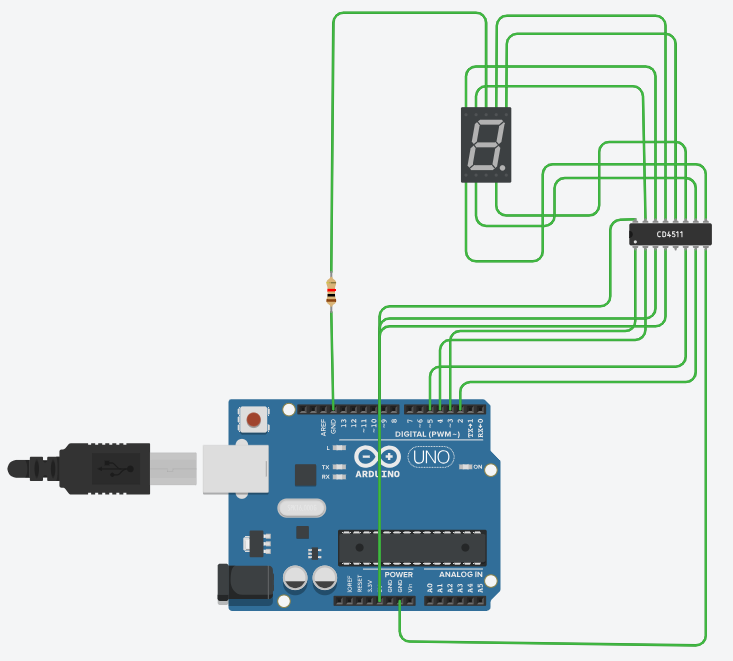 CD4511
AREF
GND
13
12
~11
~10
~9
8
7
~6
~5
4
~3
2
TX→1
RX←0
DIGITAL (PWM~)
L
TX
RX
ARDUINO
UNO
ON
POWER
ANALOG IN
IOREF
RESET
3.3V
GND
GND
Vin
A0
A1
A2
A3
A4
A5